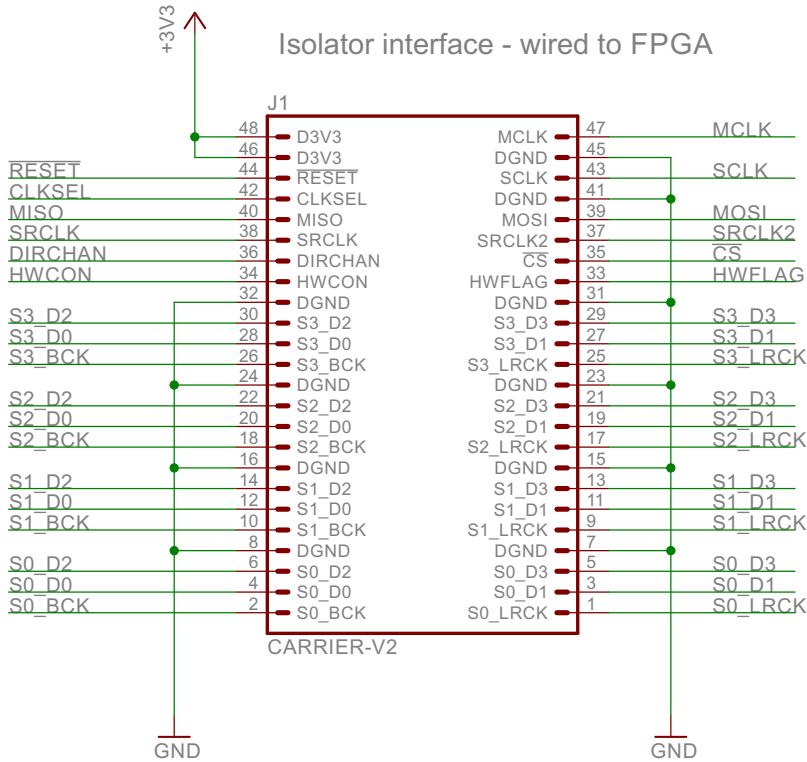 +3V3
Isolator interface - wired to FPGA
J1
48 D3V3 MCLK 47 MCLK
46 D3V3 DGND 45
RESET 44 RESET SCLK 43 SCLK
CLKSEL 42 CLKSEL DGND 41
MISO 40 MISO MOSI 39 MOSI
SRCLK 38 SRCLK SRCLK2 37 SRCLK2
DIRCHAN 36 DIRCHAN CS 35 CS
HWCON 34 HWCON HWFLAG 33 HWFLAG
32 DGND DGND 31
S3_D2 30 S3_D2 S3_D3 29 S3_D3
S3_D0 28 S3_D0 S3_D1 27 S3_D1
S3_BCK 26 S3_BCK S3_LRCK 25 S3_LRCK
24 DGND DGND 23
S2_D2 22 S2_D2 S2_D3 21 S2_D3
S2_D0 20 S2_D0 S2_D1 19 S2_D1
S2_BCK 18 S2_BCK S2_LRCK 17 S2_LRCK
16 DGND DGND 15
S1_D2 14 S1_D2 S1_D3 13 S1_D3
S1_D0 12 S1_D0 S1_D1 11 S1_D1
S1_BCK 10 S1_BCK S1_LRCK 9 S1_LRCK
8 DGND DGND 7
S0_D2 6 S0_D2 S0_D3 5 S0_D3
S0_D0 4 S0_D0 S0_D1 3 S0_D1
S0_BCK 2 S0_BCK S0_LRCK 1 S0_LRCK
CARRIER-V2
GND GND